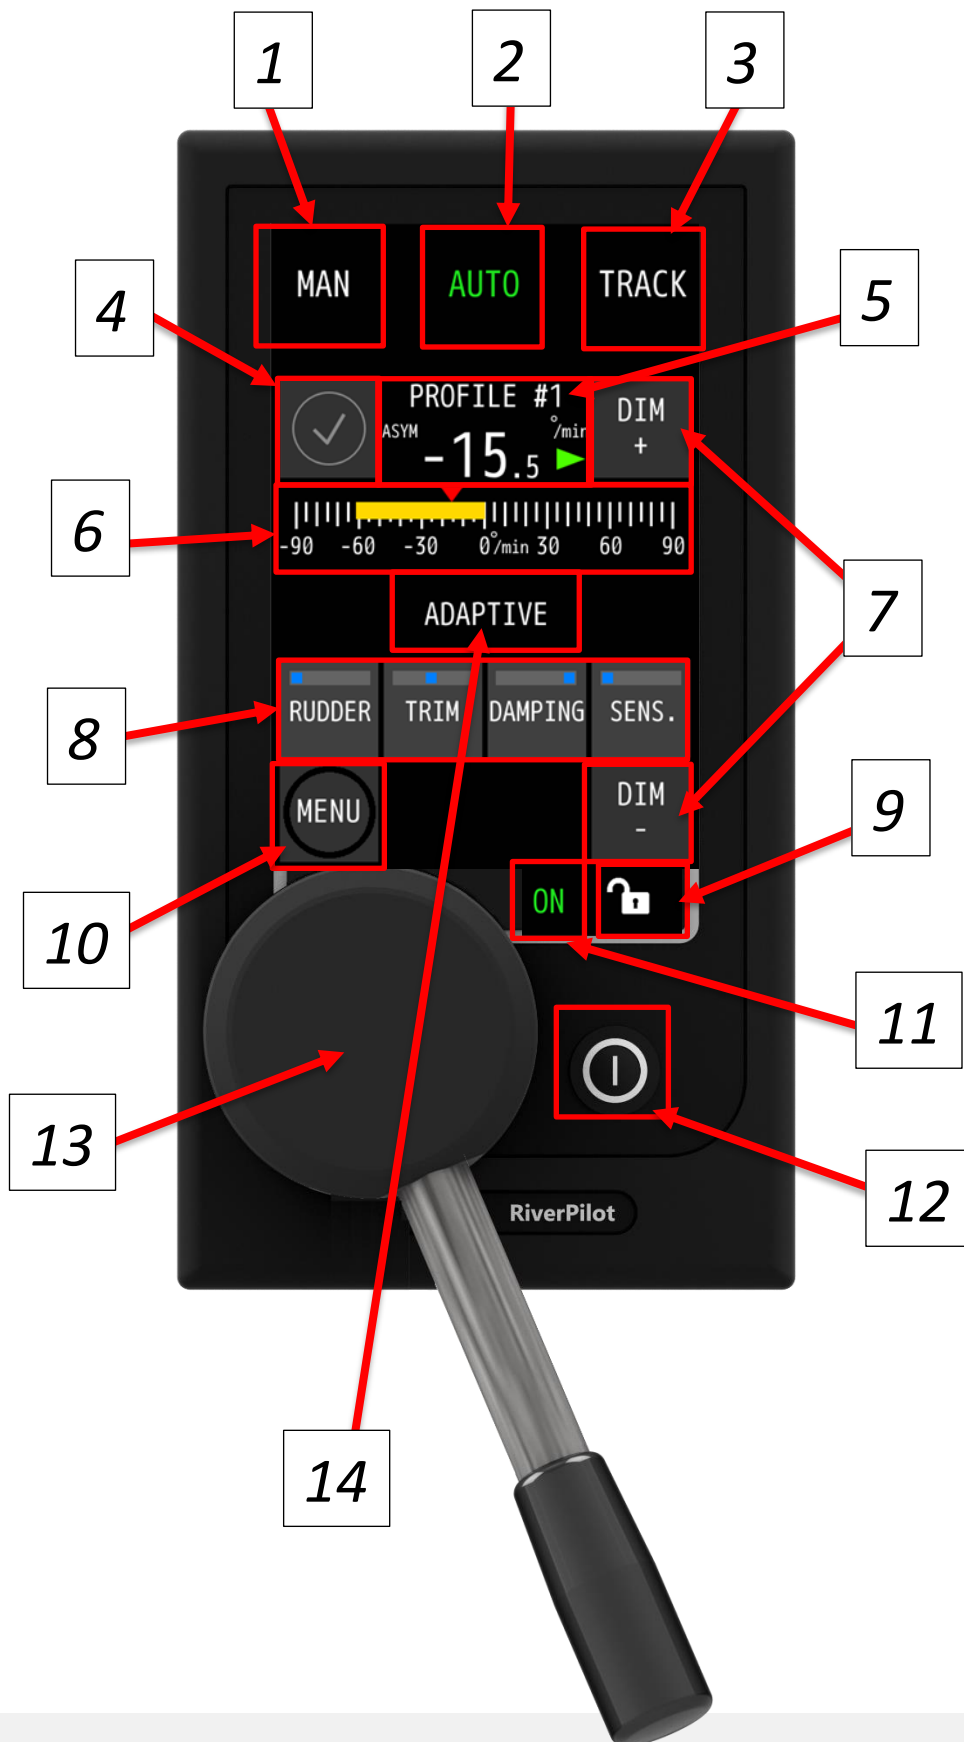 1
2
3
MAN
AUTO
TRACK
4
5
PROFILE #1
ASYM
°/min
-15.5
DIM
+
6
-90 -60 -30 0°/min 30 60 90
7
ADAPTIVE
8
RUDDER
TRIM
DAMPING
SENS.
MENU
DIM
-
9
ON
10
11
13
12
RiverPilot
14